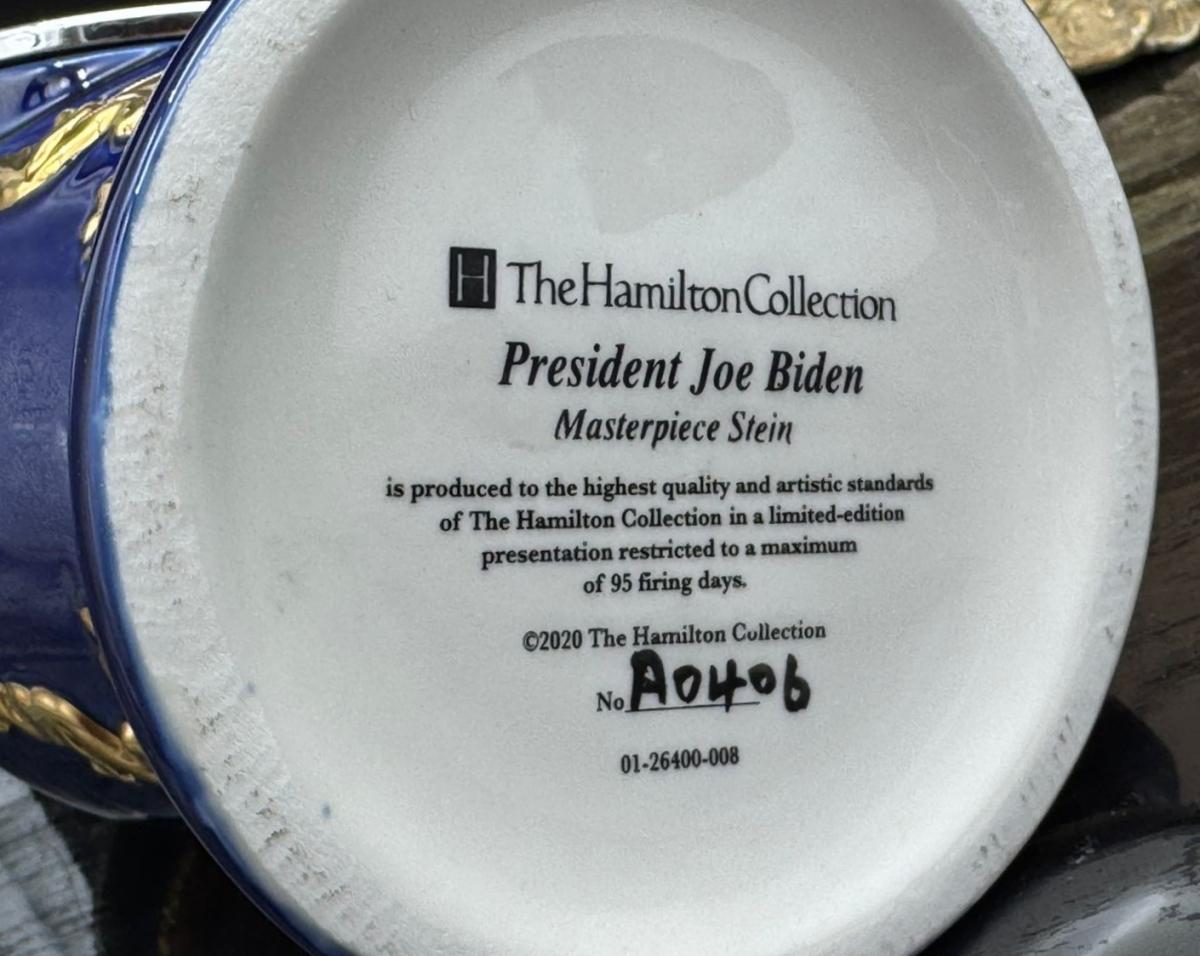 H The Hamilton Collection
President Joe Biden
Masterpiece Stein
is produced to the highest quality and artistic standards
of The Hamilton Collection in a limited-edition
presentation restricted to a maximum
of 95 firing days.
©2020 The Hamilton Collection
No A0406
01-26400-008